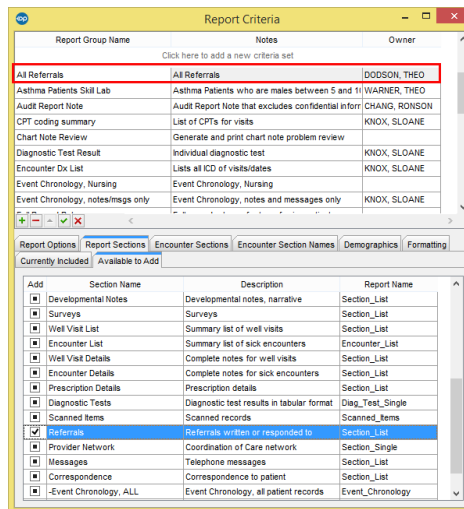 Report Criteria
Report Group Name Notes Owner
Click here to add a new criteria set
All Referrals All Referrals DODSON, THEO
Asthma Patients Skill Lab Asthma Patients who are males between 5 and 1 WARNER, THEO
Audit Report Note Audit Report Note that excludes confidential inforr CHANG, RONSON
CPT coding summary List of CPTs for visits KNOX, SLOANE
Chart Note Review Generate and print chart note problem review
Diagnostic Test Result Individual diagnostic test KNOX, SLOANE
Encounter Dx List Lists all ICD of visits/dates KNOX, SLOANE
Event Chronology, Nursing Event Chronology, Nursing
Event Chronology, notes/msgs only Event Chronology, notes and messages only KNOX, SLOANE
Report Options Report Sections Encounter Sections Encounter Section Names Demographics Formatting
Currently Included Available to Add
Add Section Name Description Report Name
Developmental Notes Developmental notes, narrative Section_List
Surveys Surveys Section_List
Well Visit List Summary list of well visits Section_List
Encounter List Summary list of sick encounters Encounter_List
Well Visit Details Complete notes for well visits Section_List
Encounter Details Complete notes for sick encounters Section_List
Prescription Details Prescription details Section_List
Diagnostic Tests Diagnostic test results in tabular format Diag_Test_Single
Scanned Items Scanned records Scanned_Items
Referrals Referrals written or responded to Section_List
Provider Network Coordination of Care network Section_Single
Messages Telephone messages Section_List
Correspondence Correspondence to patient Section_List
-Event Chronology, ALL Event Chronology, all patient records Event_Chronology